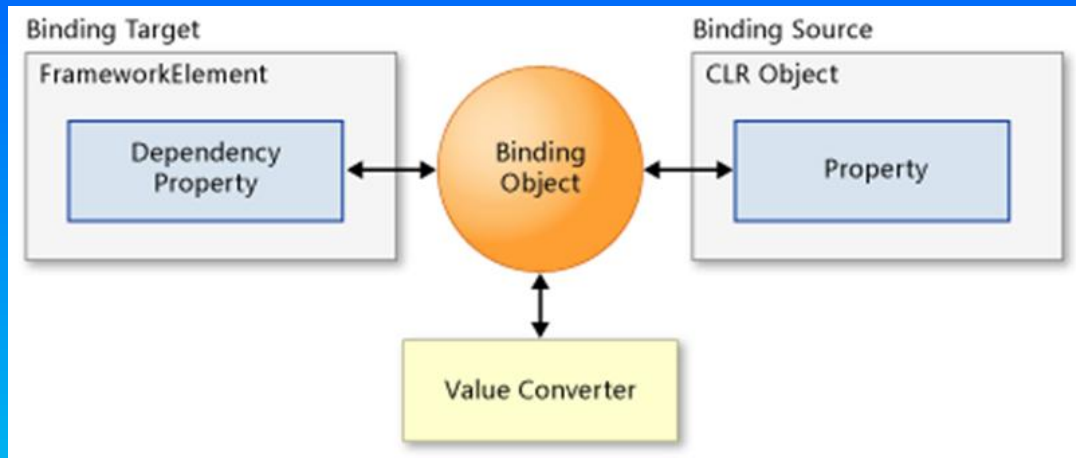 Binding Target
Binding Source
FrameworkElement
CLR Object
Dependency
Property
Binding
Object
Property
Value Converter